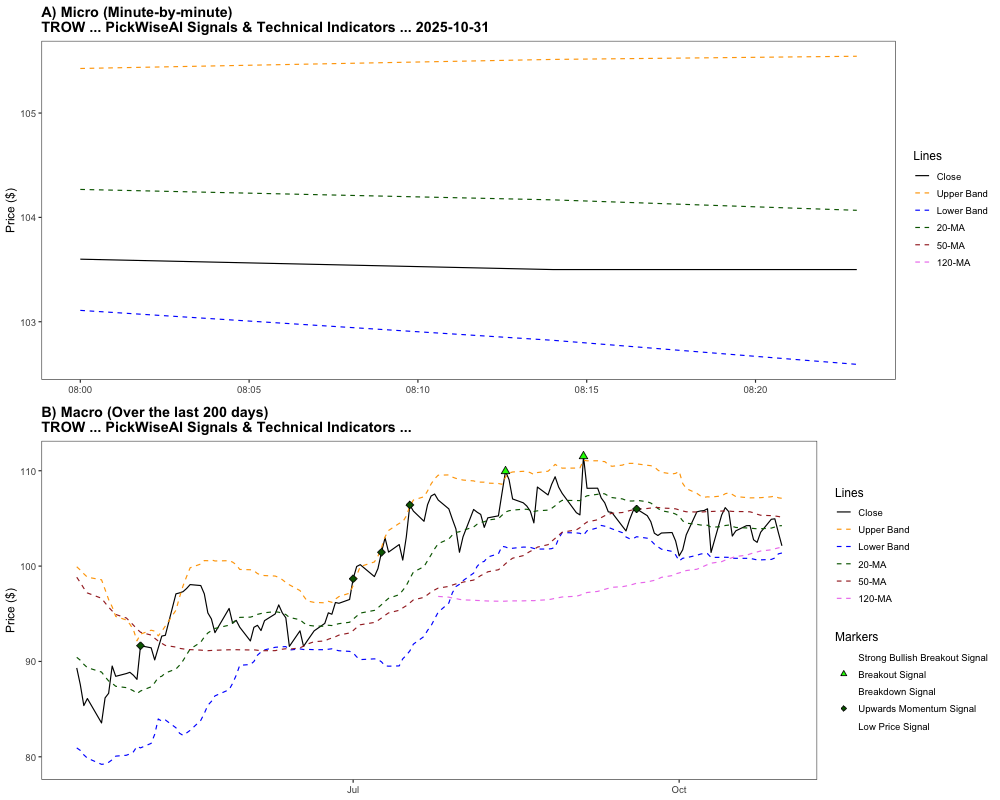 A) Micro (Minute-by-minute)
TROW ... PickWiseAI Signals & Technical Indicators ... 2025-10-31
Price ($)
105
104
103
08:00
08:05
08:10
08:15
08:20
Lines
Close
Upper Band
Lower Band
20-MA
50-MA
120-MA
B) Macro (Over the last 200 days)
TROW ... PickWiseAI Signals & Technical Indicators ...
Price ($)
110
100
90
80
Jul
Oct
Lines
Close
Upper Band
Lower Band
20-MA
50-MA
120-MA
Markers
Strong Bullish Breakout Signal
Breakout Signal
Breakdown Signal
Upwards Momentum Signal
Low Price Signal